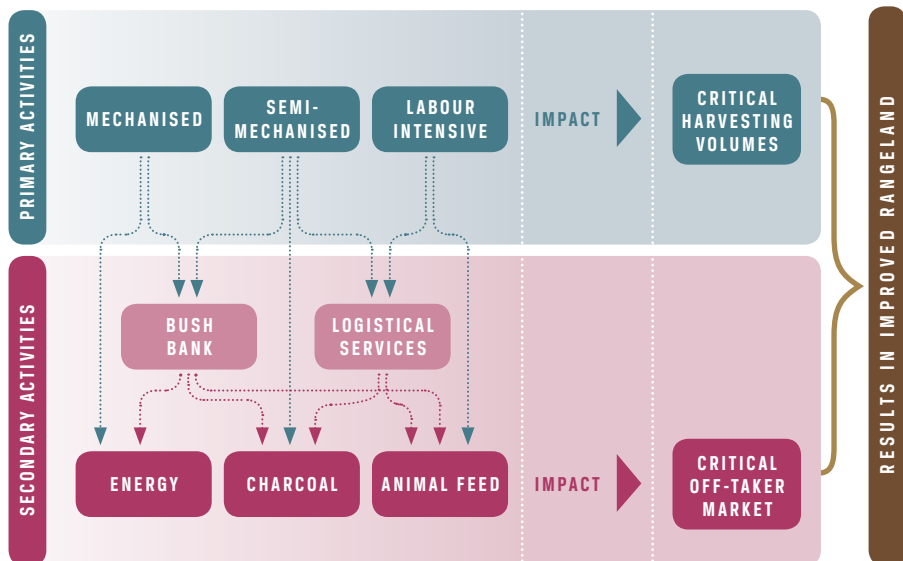 PRIMARY ACTIVITIES
MECHANISED
SEMI-
MECHANISED
LABOUR
INTENSIVE
IMPACT
CRITICAL
HARVESTING
VOLUMES
SECONDARY ACTIVITIES
BUSH
BANK
LOGISTICAL
SERVICES
ENERGY
CHARCOAL
ANIMAL FEED
IMPACT
CRITICAL
OFF-TAKER
MARKET
RESULTS IN IMPROVED RANGELAND